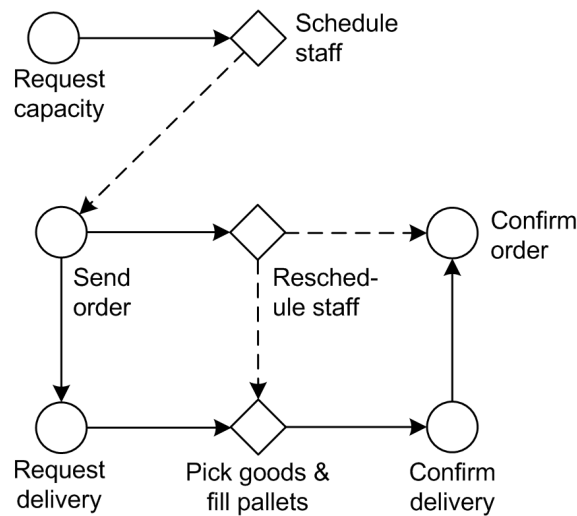 Schedule
staff
Request
capacity
Confirm
order
Send
order
Resched-
ule staff
Request
delivery
Pick goods &
fill pallets
Confirm
delivery